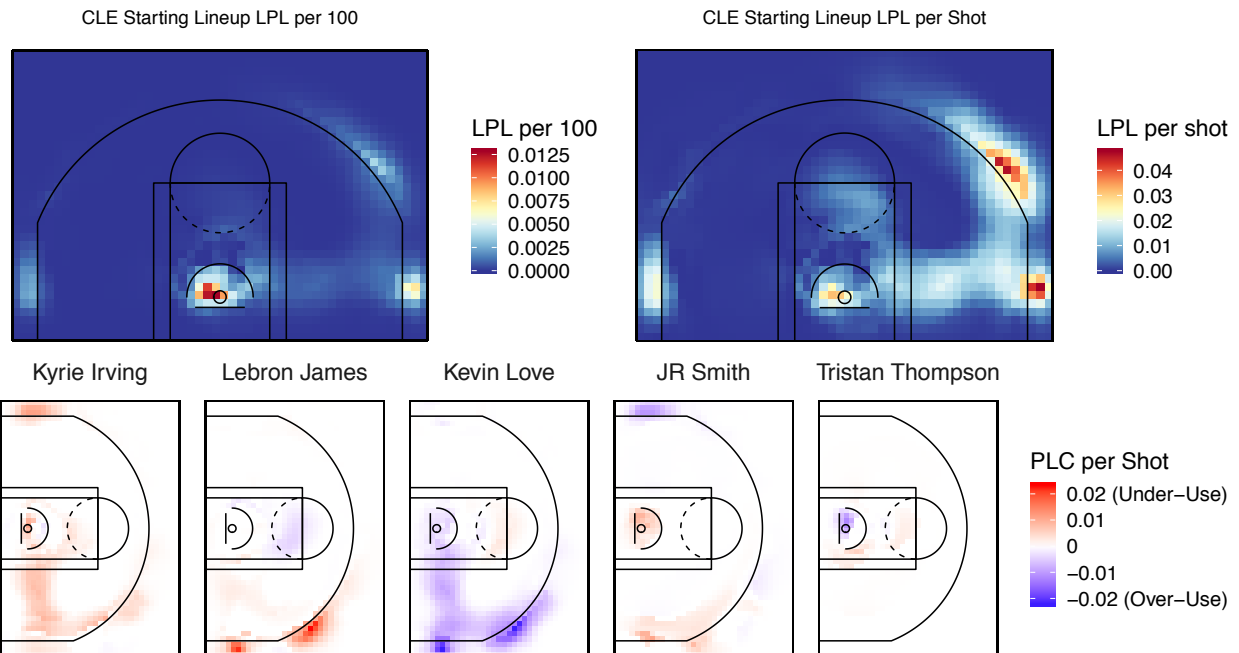 CLE Starting Lineup LPL per 100
CLE Starting Lineup LPL per Shot
LPL per 100
0.0125
0.0100
0.0075
0.0050
0.0025
0.0000
LPL per shot
0.04
0.03
0.02
0.01
0.00
Kyrie Irving
Lebron James
Kevin Love
JR Smith
Tristan Thompson
PLC per Shot
0.02 (Under−Use)
0.01
0
−0.01
−0.02 (Over−Use)